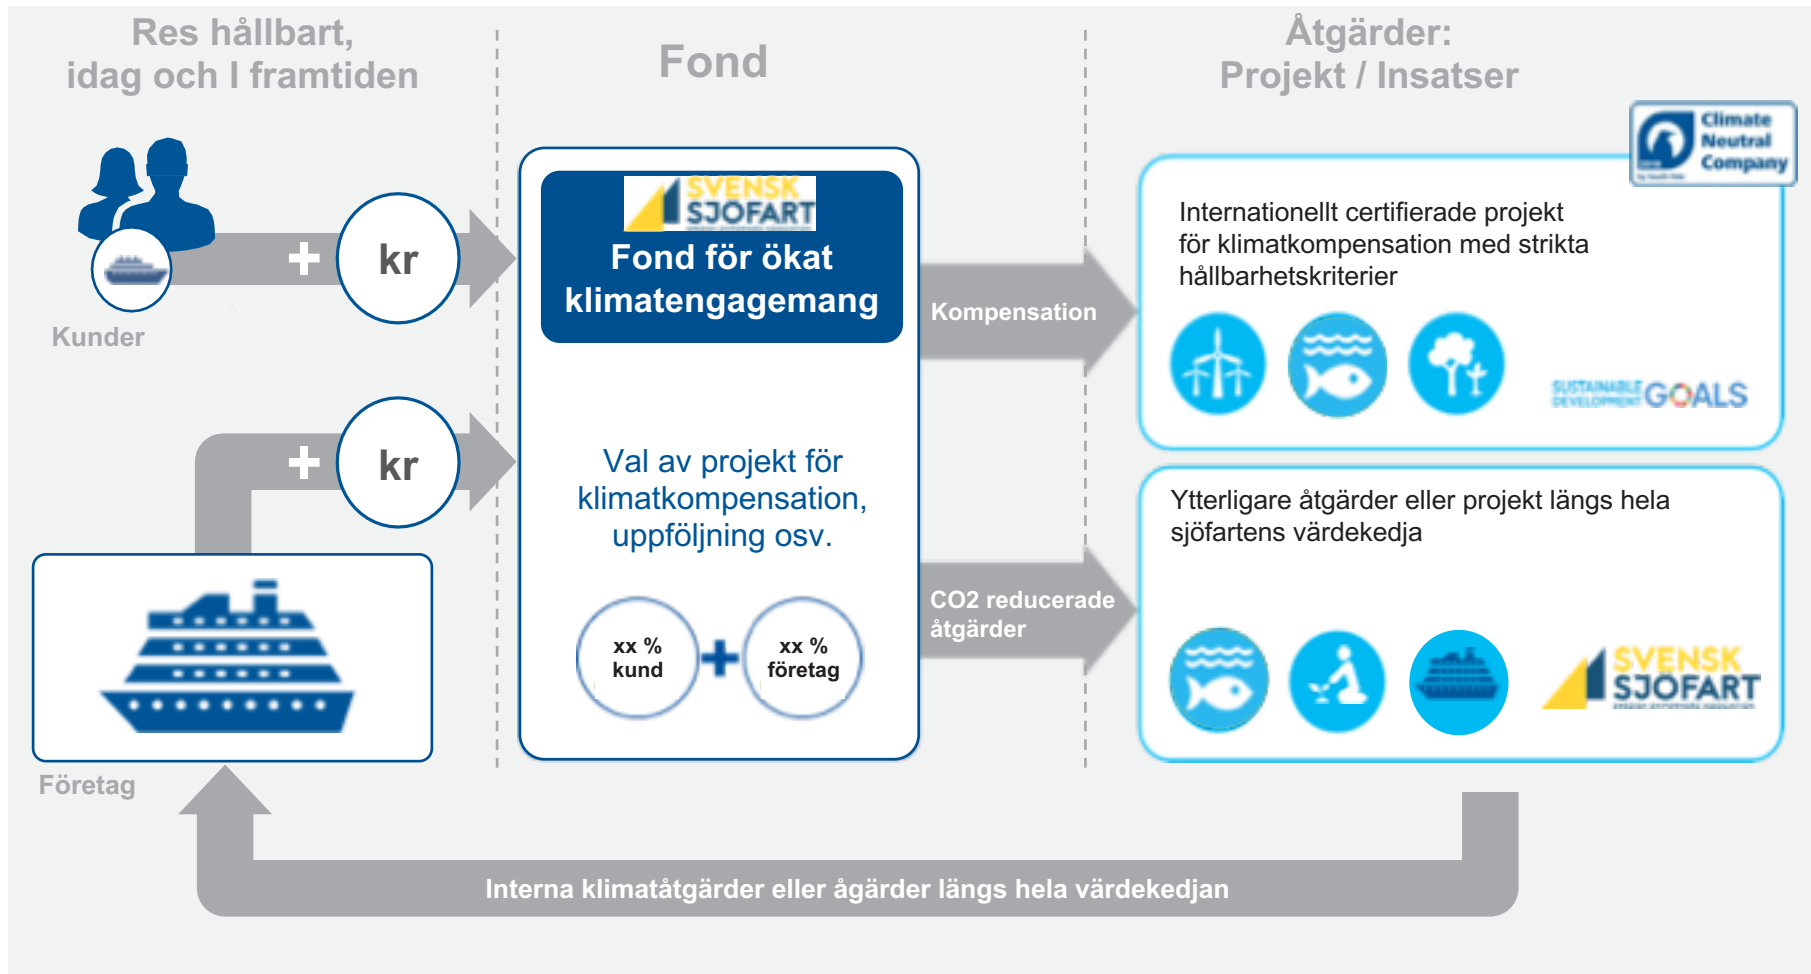 Res hållbart,
idag och I framtiden
Kunder
kr
kr
Företag
Fond
SVENSK
SJÖFART
Fond för ökat
klimatengagemang
Val av projekt för
klimatkompensation,
uppföljning osv.
xx %
kund
xx %
företag
Kompensation
CO2 reducerade
åtgärder
Åtgärder:
Projekt / Insatser
Climate
Neutral
Company
Internationellt certifierade projekt
för klimatkompensation med strikta
hållbarhetskriterier
SUSTAINABLE
DEVELOPMENT
GOALS
Ytterligare åtgärder eller projekt längs hela
sjöfartens värdekedja
SVENSK
SJÖFART
Interna klimatåtgärder eller ågärder längs hela värdekedjan